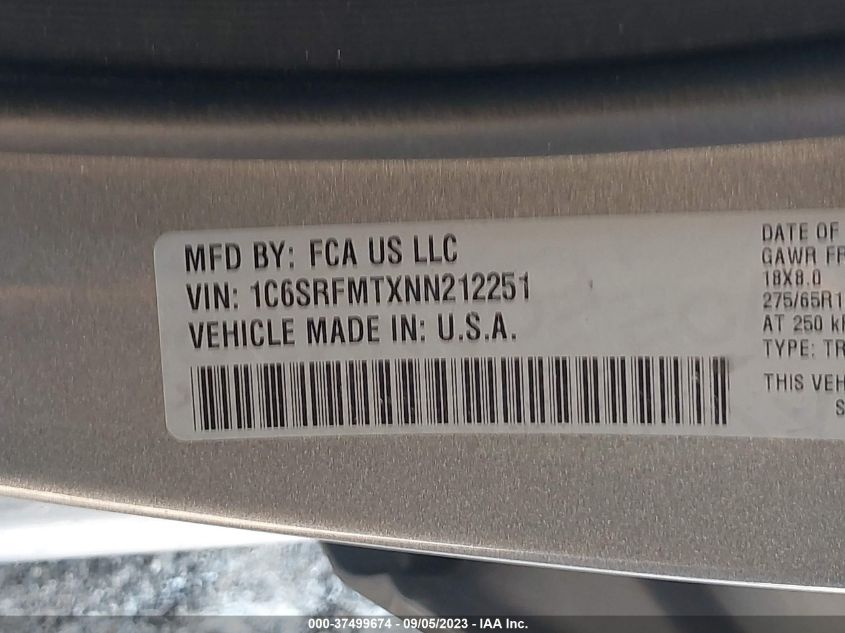 MFD BY: FCA US LLC
VIN: 1C6SRFMTXNN212251
VEHICLE MADE IN: U.S.A.
DATE OF
GAWR FR
18X8.0
275/65R1
AT 250 kP
TYPE: TR
THIS VEH
S
000-37499674 - 09/05/2023 - IAA Inc.